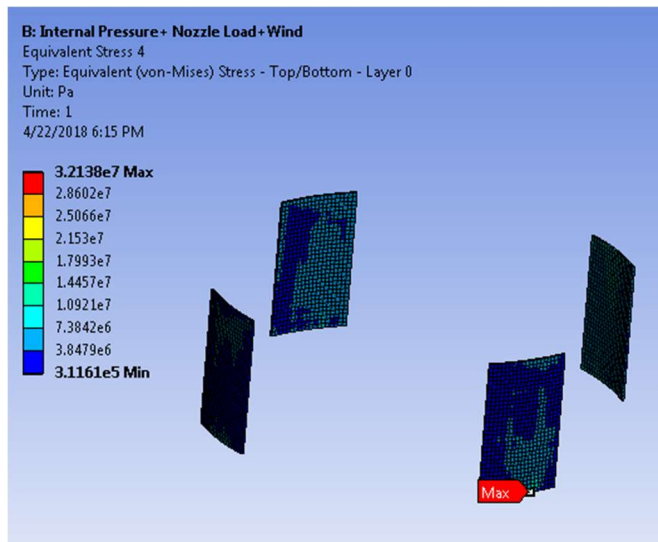 B: Internal Pressure+ Nozzle Load+Wind
Equivalent Stress 4
Type: Equivalent (von-Mises) Stress - Top/Bottom - Layer 0
Unit: Pa
Time: 1
4/22/2018 6:15 PM
3.2138e7 Max
2.8602e7
2.5066e7
2.153e7
1.7993e7
1.4457e7
1.0921e7
7.3842e6
3.8479e6
3.1161e5 Min
Max